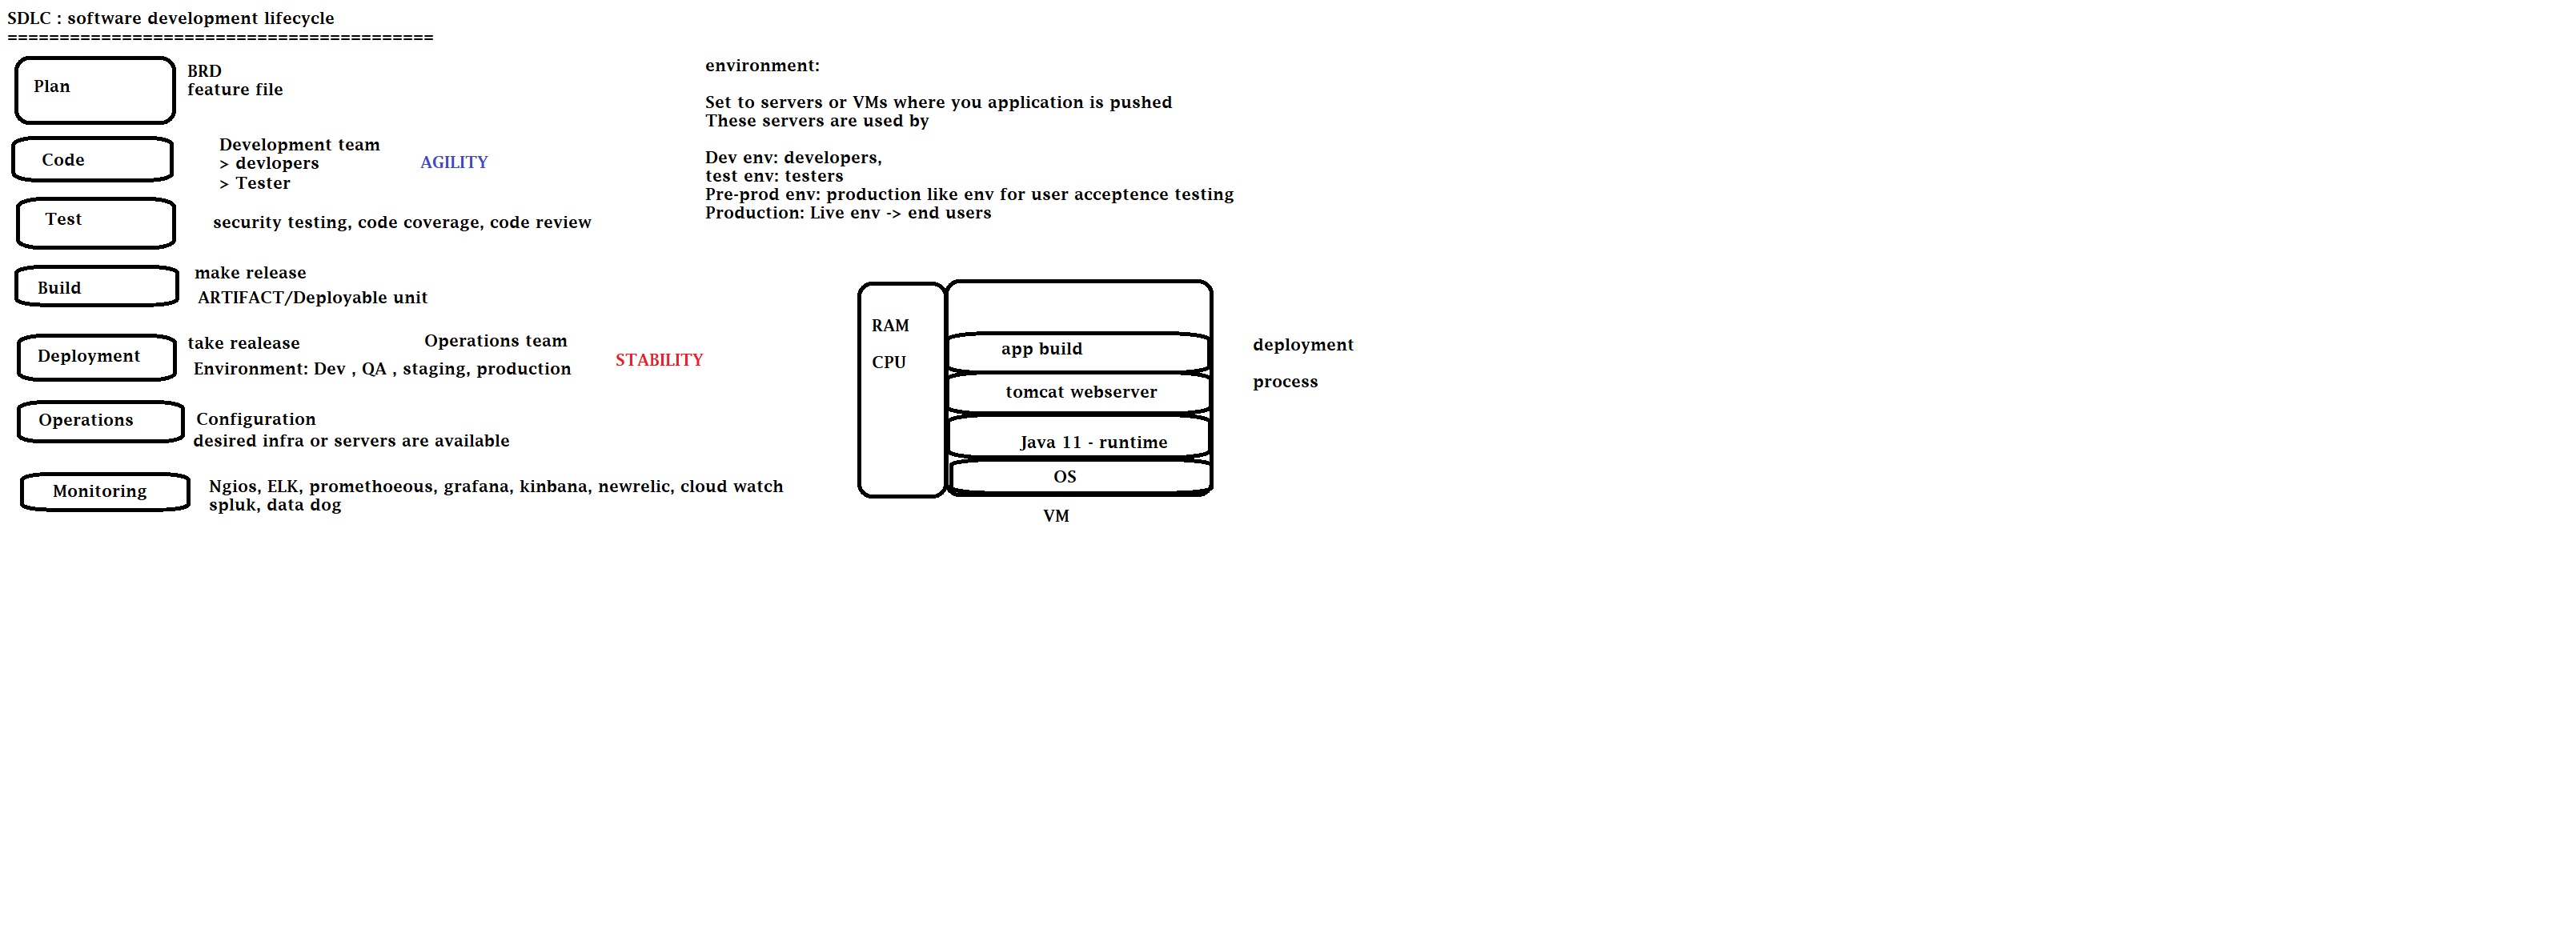 SDLC : software development lifecycle
=========================================
Plan
BRD
feature file
Code
Development team
> devlopers
> Tester
AGILITY
Test
security testing, code coverage, code review
Build
make release
ARTIFACT/Deployable unit
Deployment
take realease
Operations team
Environment: Dev , QA , staging, production
STABILITY
Operations
Configuration
desired infra or servers are available
Monitoring
Ngios, ELK, promethoeous, grafana, kinbana, newrelic, cloud watch
spluk, data dog
environment:
Set to servers or VMs where you application is pushed
These servers are used by
Dev env: developers,
test env: testers
Pre-prod env: production like env for user acceptence testing
Production: Live env -> end users
RAM
CPU
app build
tomcat webserver
Java 11 - runtime
OS
VM
deployment
process